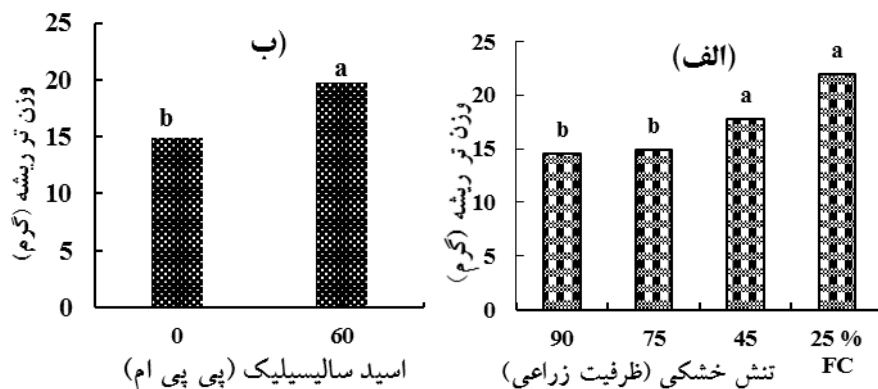 (الف)
وزن تر ریشه (گرم)
25
20
15
10
5
0
b
b
a
a
90
75
45
25 %
FC
تنش خشکی (ظرفیت زراعی)
(ب
وزن تر ریشه (گرم)
25
20
15
10
5
0
b
a
0
60
اسید سالیسیلیک (پی پی ام)